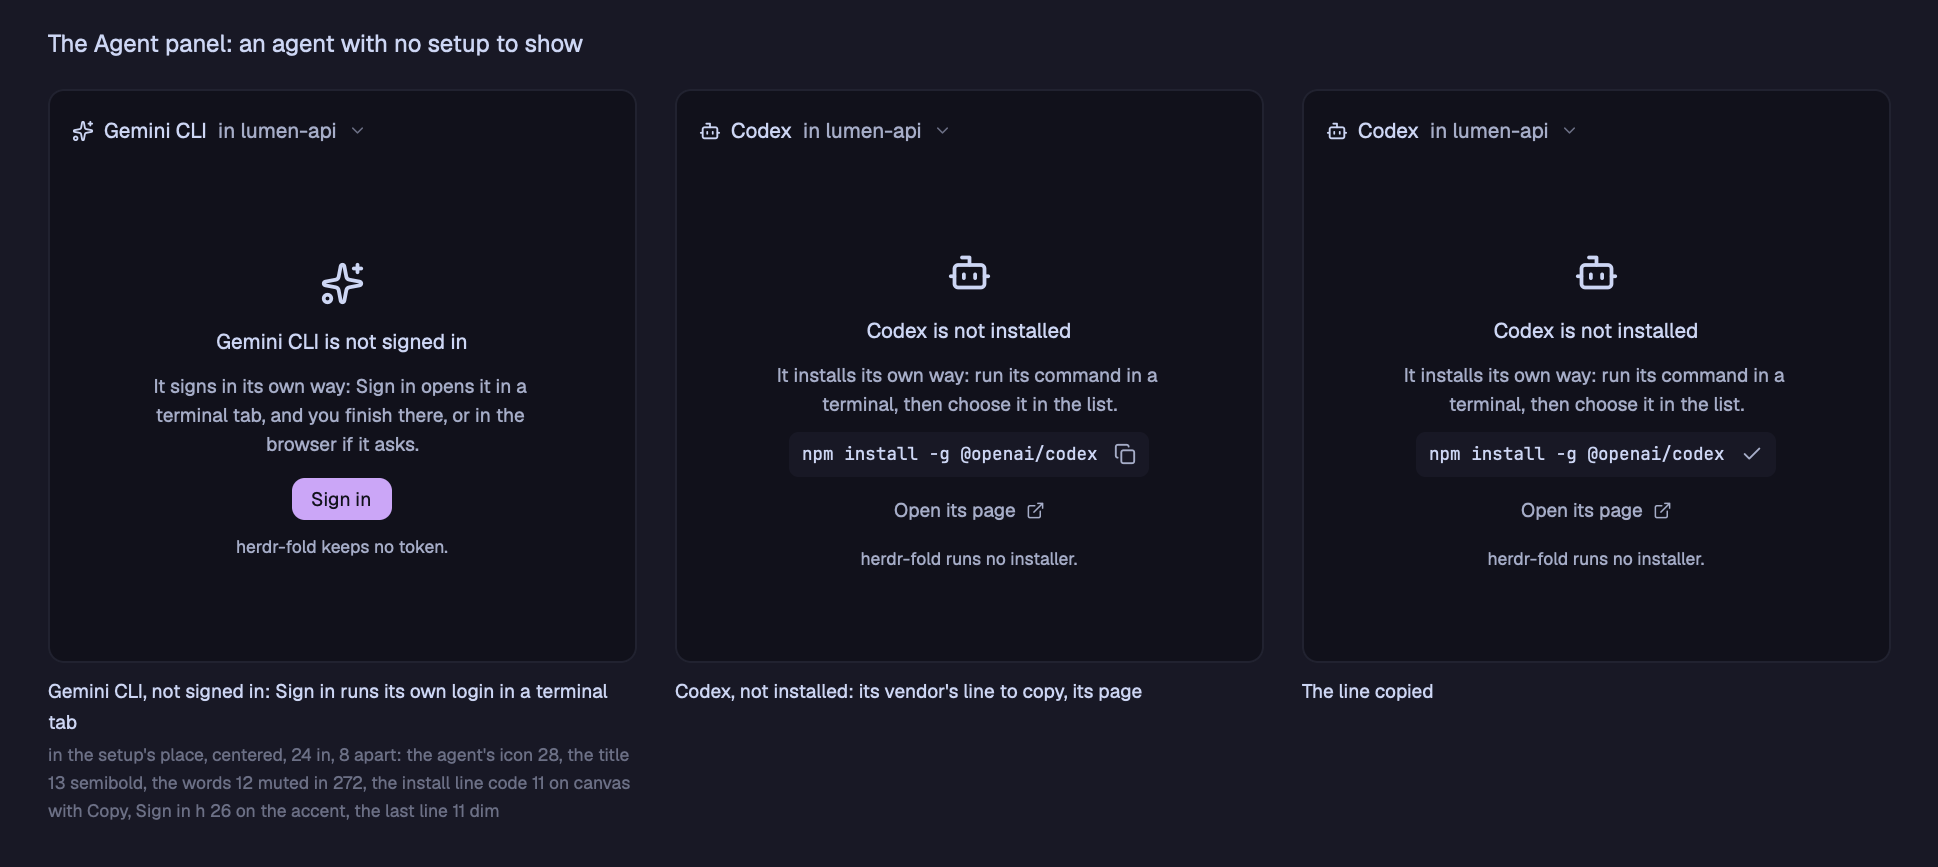 The Agent panel: an agent with no setup to show
Gemini CLI in lumen-api
Gemini CLI is not signed in
It signs in its own way: Sign in opens it in a
terminal tab, and you finish there, or in the
browser if it asks.
Sign in
herdr-fold keeps no token.
Gemini CLI, not signed in: Sign in runs its own login in a terminal
tab
in the setup's place, centered, 24 in, 8 apart: the agent's icon 28, the title
13 semibold, the words 12 muted in 272, the install line code 11 on canvas
with Copy, Sign in h 26 on the accent, the last line 11 dim
Codex in lumen-api
Codex is not installed
It installs its own way: run its command in a
terminal, then choose it in the list.
npm install -g @openai/codex
Open its page
herdr-fold runs no installer.
Codex, not installed: its vendor's line to copy, its page
Codex in lumen-api
Codex is not installed
It installs its own way: run its command in a
terminal, then choose it in the list.
npm install -g @openai/codex
Open its page
herdr-fold runs no installer.
The line copied